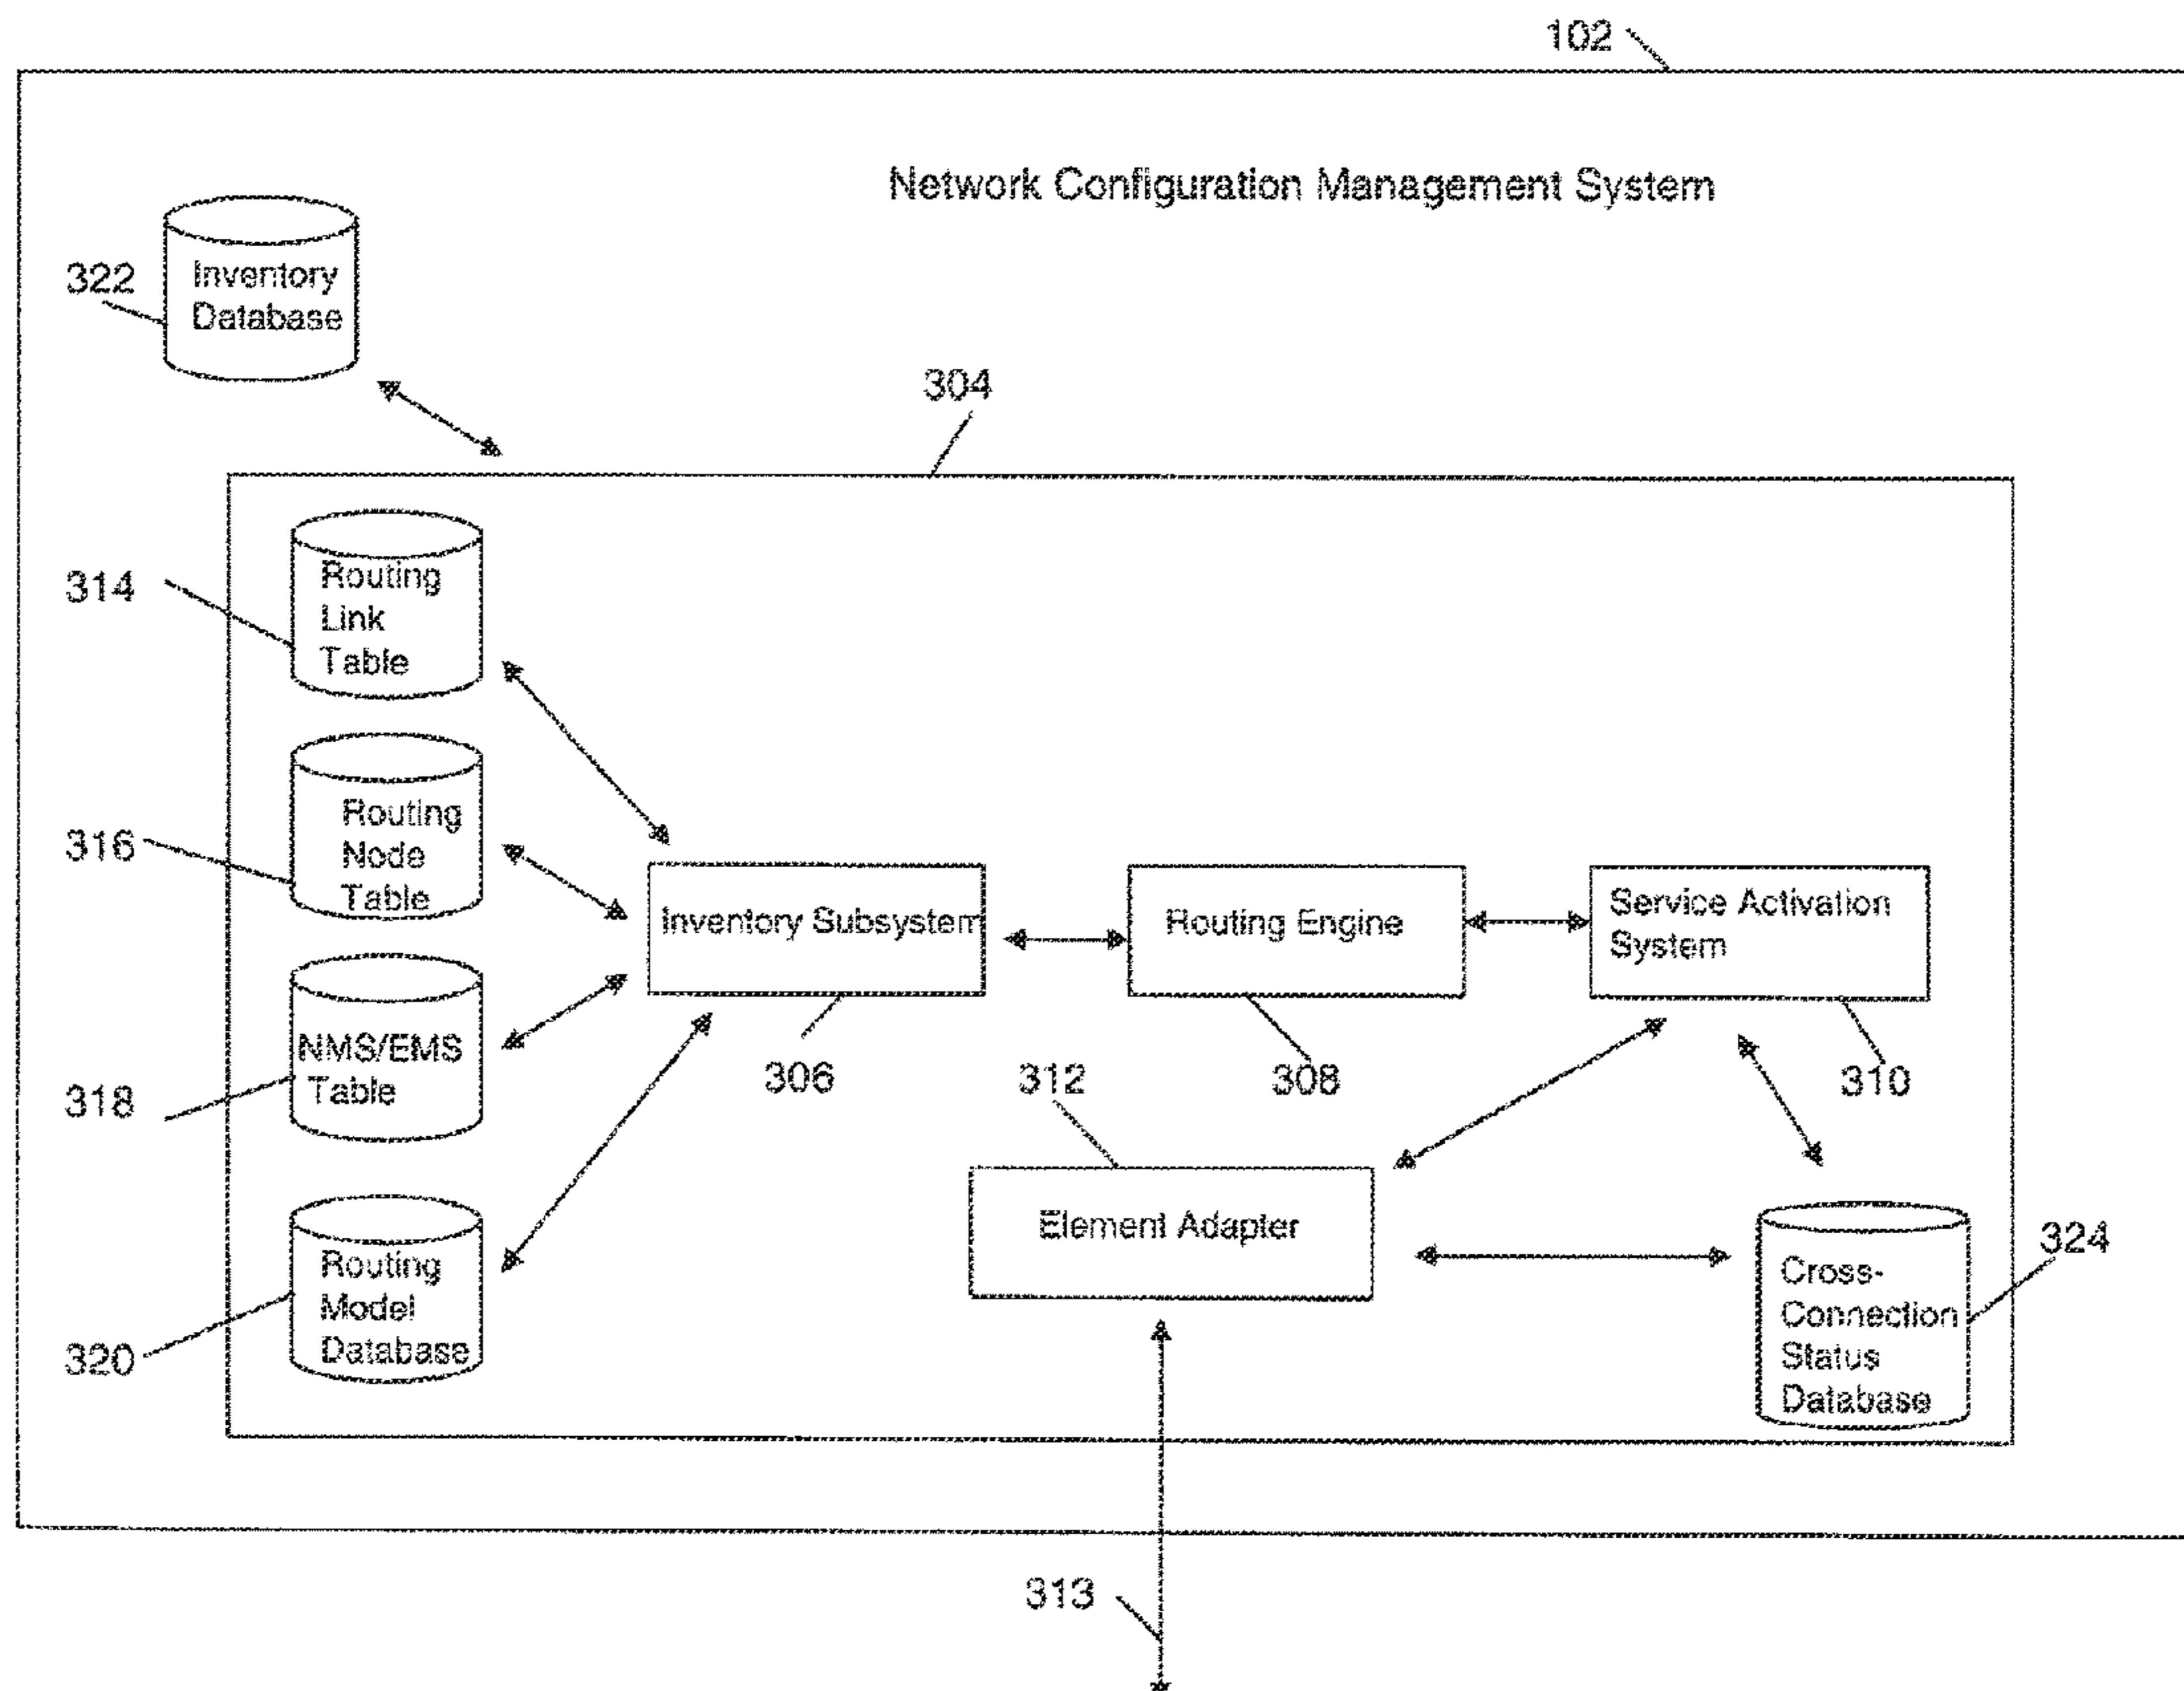 102
Network Configuration Management System
322
Inventory
Database
304
314
Routing
Link
Table
316
Routing
Node
Table
Inventory Subsystem
Routing Engine
Service Activation
System
318
NMS/EMS
Table
306
312
308
310
Element Adapter
324
320
Routing
Model
Database
Cross-
Connection
Status
Database
313